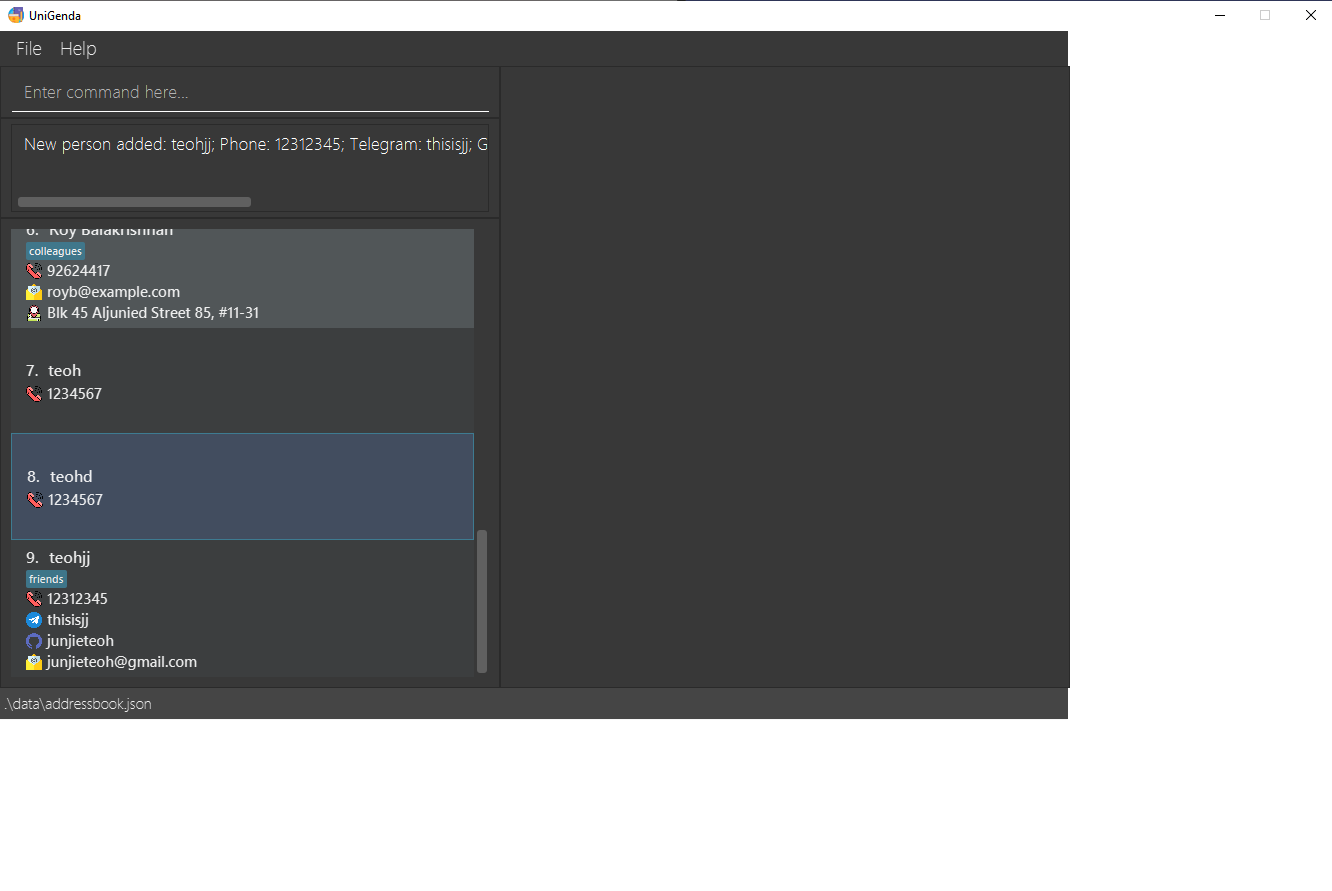 UniGenda
File Help
Enter command here...
New person added: teohjj; Phone: 12312345; Telegram: thisisjj; G
6. Roy Balakrishnan
colleagues
92624417
royb@example.com
Blk 45 Aljunied Street 85, #11-31
7. teoh
1234567
8. teohd
1234567
9. teohjj
friends
12312345
thisisjj
junjieteoh
junjieteoh@gmail.com
.\data\addressbook.json